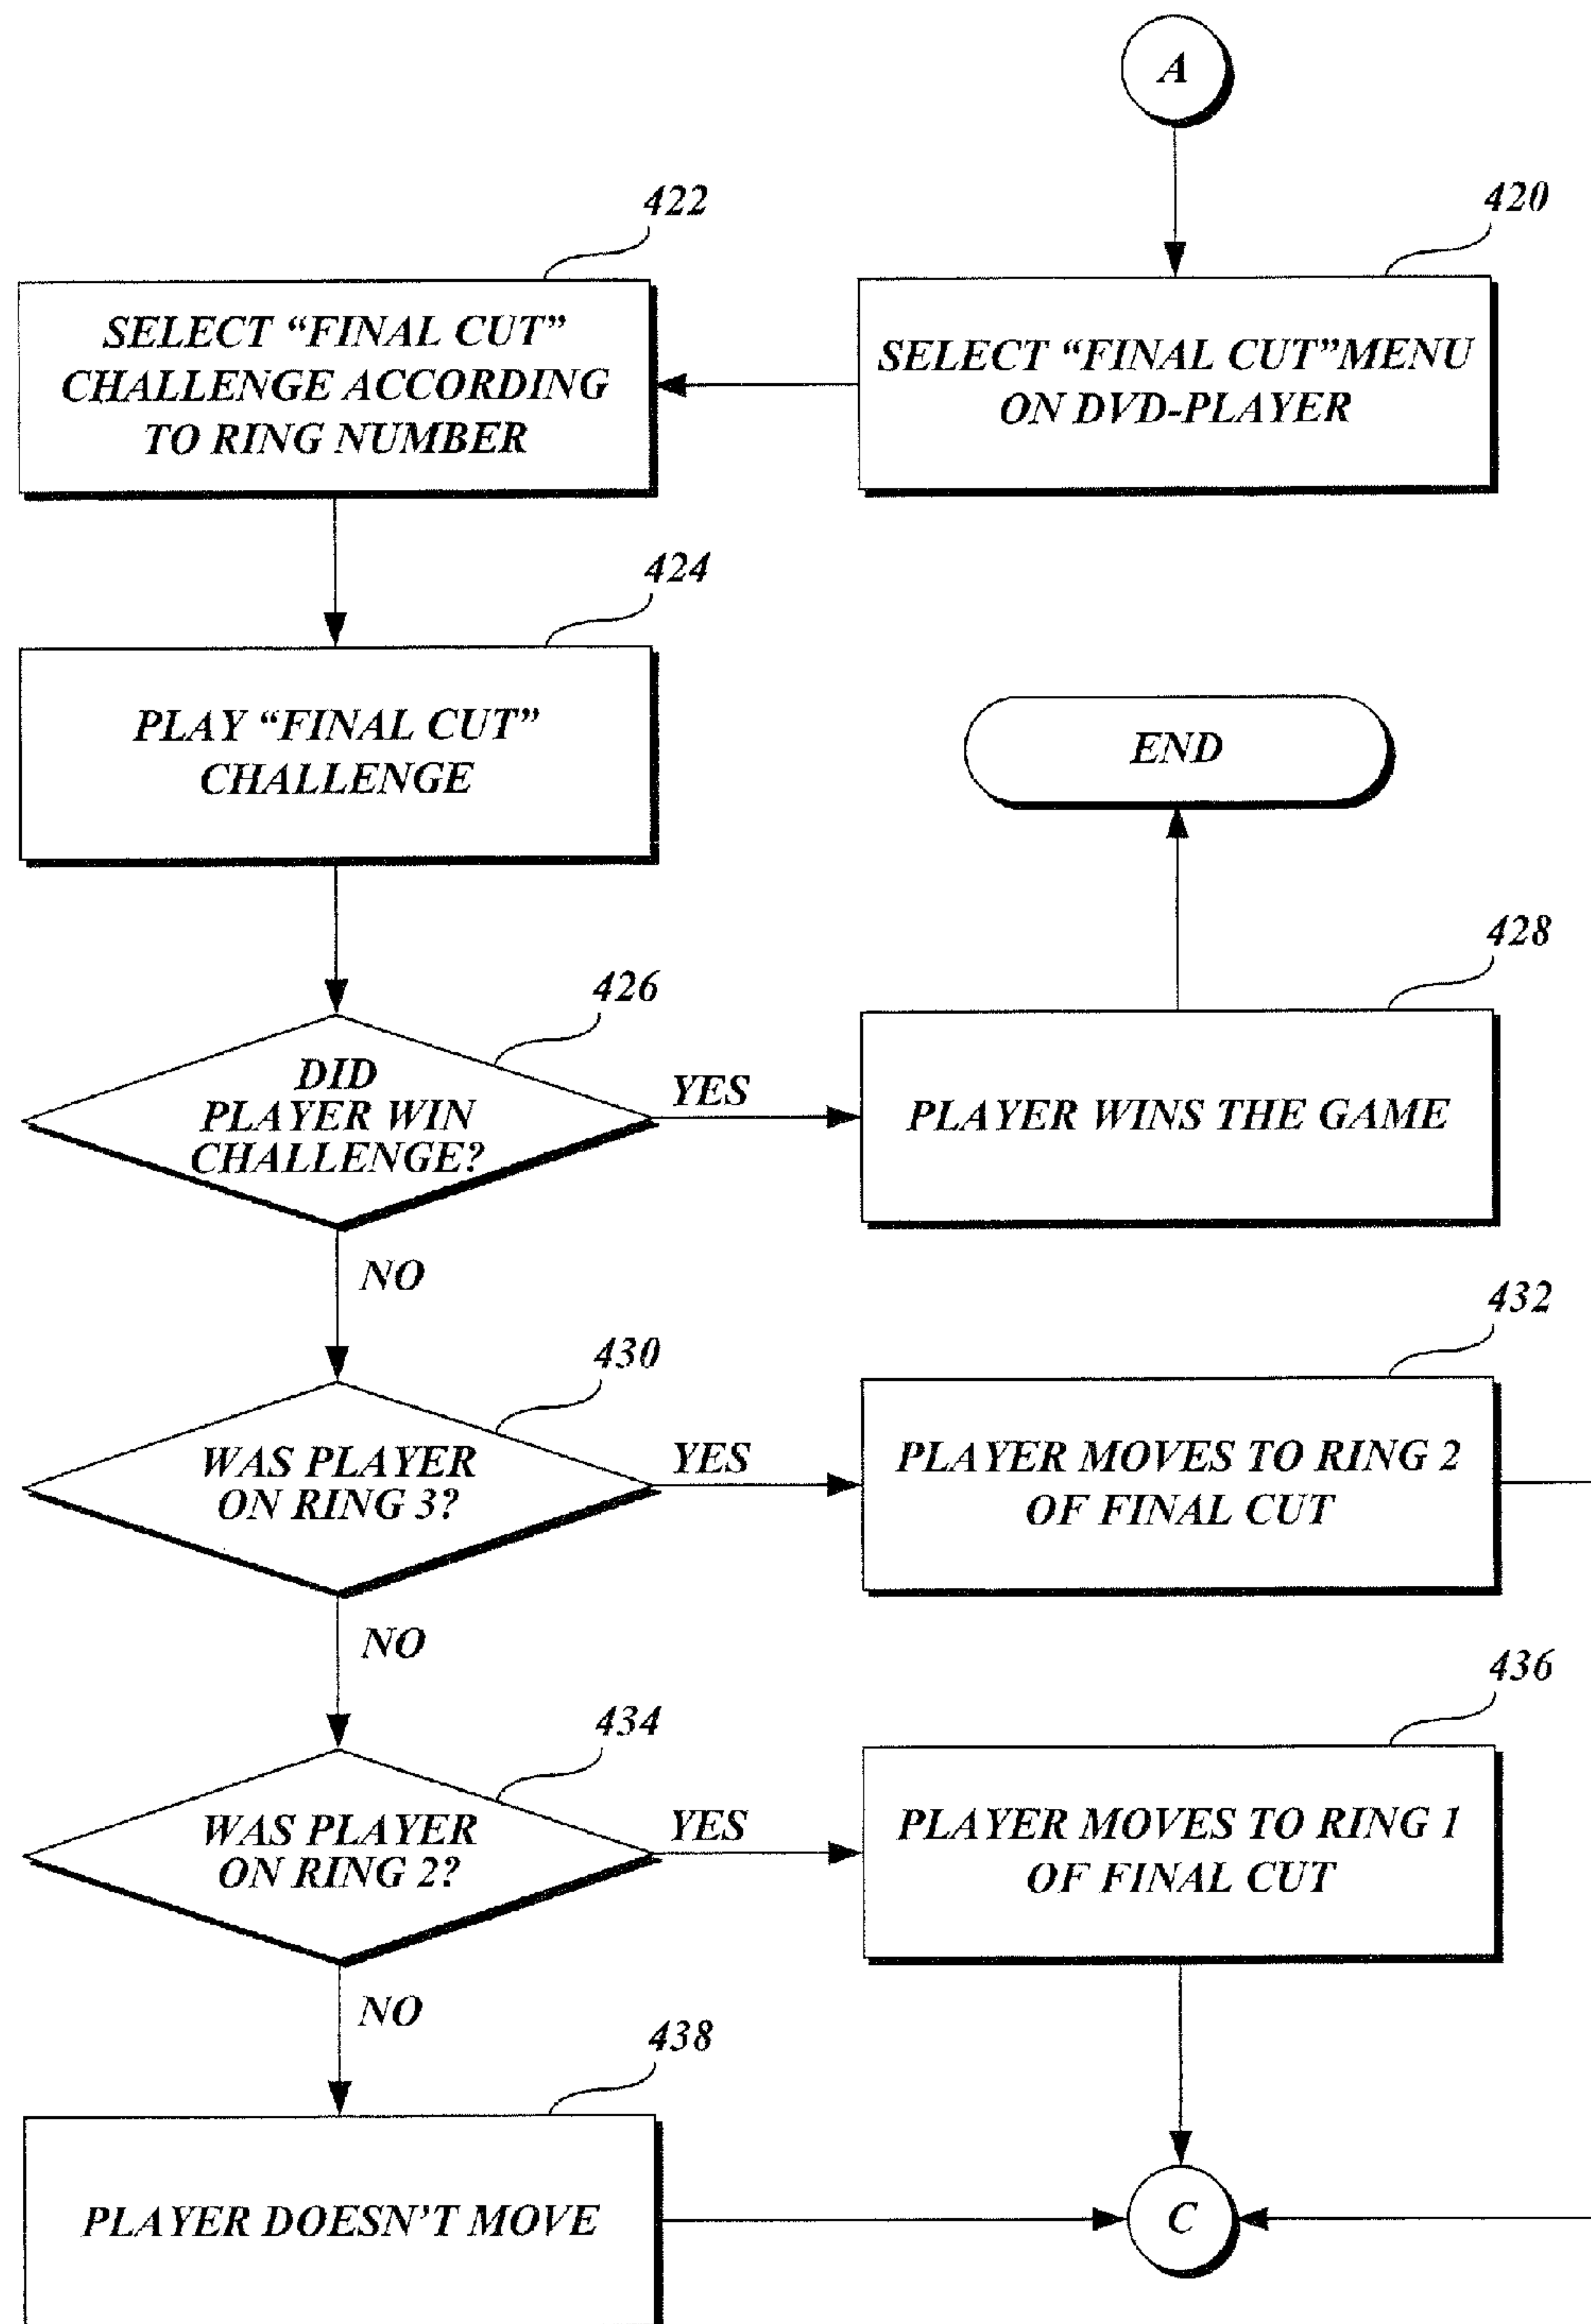 A
420
SELECT “FINAL CUT”MENU
ON DVD-PLAYER
422
SELECT “FINAL CUT”
CHALLENGE ACCORDING
TO RING NUMBER
424
PLAY “FINAL CUT”
CHALLENGE
426
DID
PLAYER WIN
CHALLENGE?
YES
428
PLAYER WINS THE GAME
END
NO
430
WAS PLAYER
ON RING 3?
YES
432
PLAYER MOVES TO RING 2
OF FINAL CUT
NO
434
WAS PLAYER
ON RING 2?
YES
436
PLAYER MOVES TO RING 1
OF FINAL CUT
NO
438
PLAYER DOESN’T MOVE
C